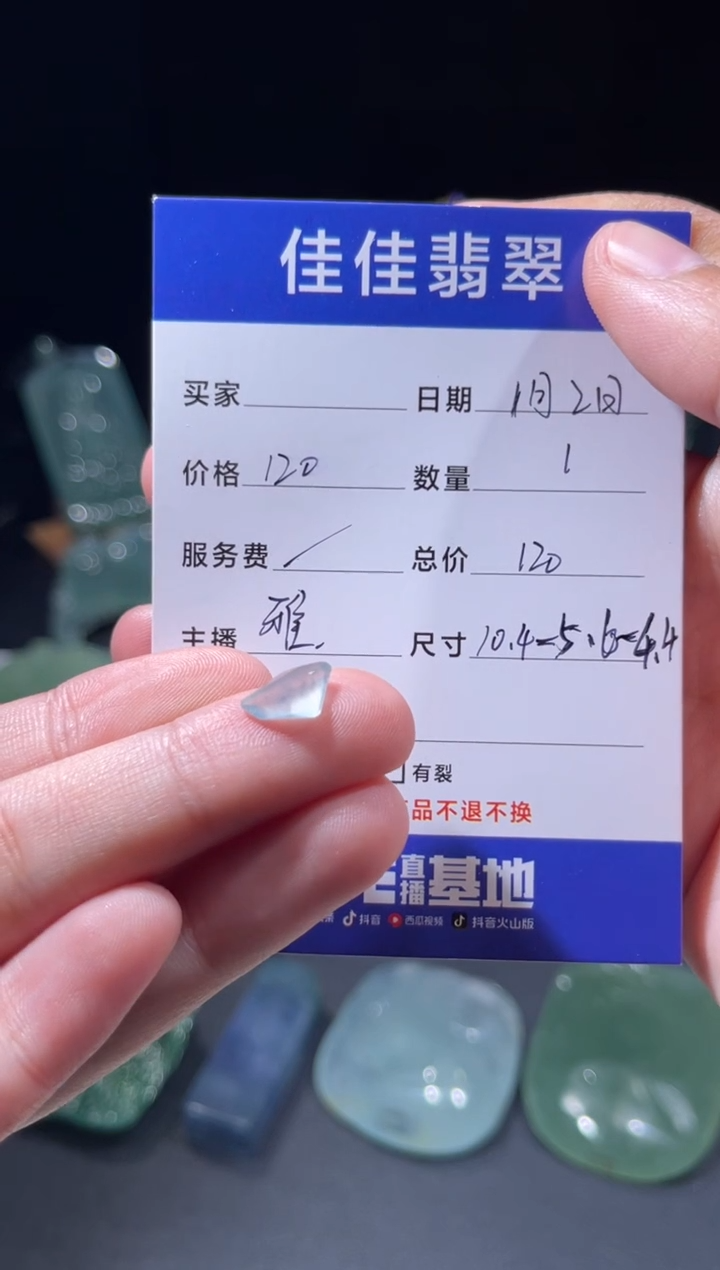 佳佳翡翠
买家 日期 1月2日
价格 120 数量 1
服务费 / 总价 120
主播 雅. 尺寸 10.4-5.6-4.4
有裂
品不退不换
直播基地
抖音 西瓜视频 抖音火山版